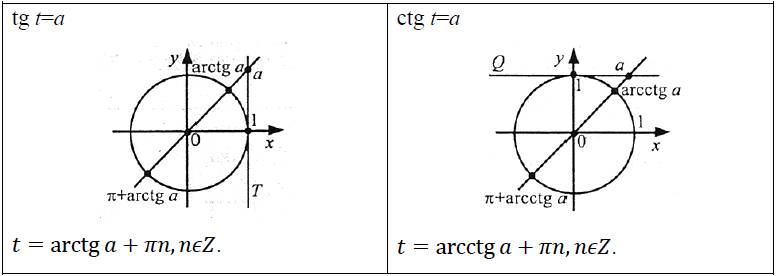 tg t=a
y
arctg a
a
1
0
x
π+arctg a
T
t = arctg a + πn, nϵZ.
ctg t=a
Q
y
a
1
arcctg a
1
0
x
π+arcctg a
t = arcctg a + πn, nϵZ.